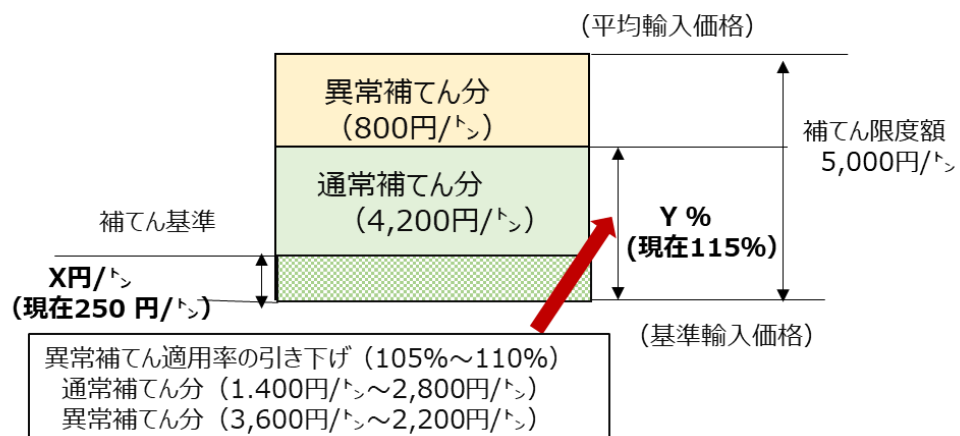 (平均輸入価格)
異常補てん分
(800円/㌧)
補てん限度額
5,000円/㌧
通常補てん分
(4,200円/㌧)
補てん基準
Y %
(現在115%)
X円/㌧
(現在250 円/㌧)
(基準輸入価格)
異常補てん適用率の引き下げ(105%～110%)
通常補てん分(1.400円/㌧～2,800円/㌧)
異常補てん分(3,600円/㌧～2,200円/㌧)